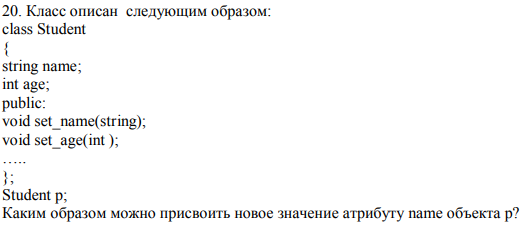 20. Класс описан  следующим образом:
class Student
{
string name;
int age;
public:
void set_name(string);
void set_age(int );
…..
};
Student p;
Каким образом можно присвоить новое значение атрибуту name объекта p?